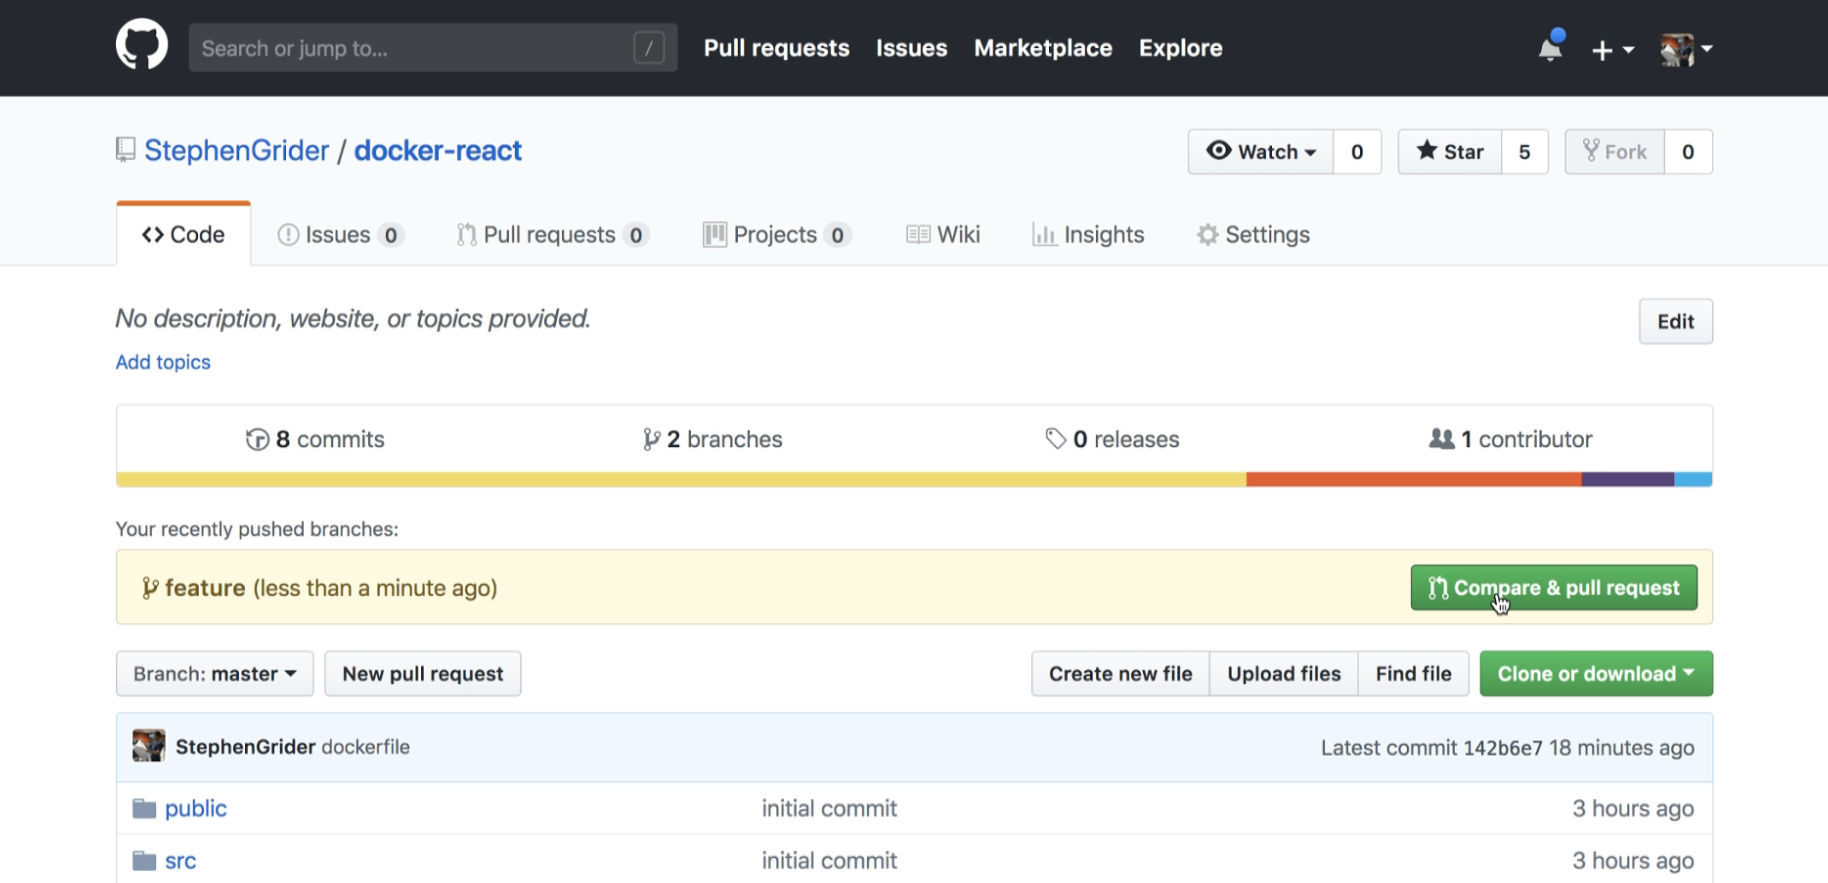 Search or jump to... / Pull requests Issues Marketplace Explore
StephenGrider / docker-react Watch 0 Star 5 Fork 0
Code Issues 0 Pull requests 0 Projects 0 Wiki Insights Settings
No description, website, or topics provided. Edit
Add topics
8 commits 2 branches 0 releases 1 contributor
Your recently pushed branches:
feature (less than a minute ago) Compare & pull request
Branch: master New pull request Create new file Upload files Find file Clone or download
StephenGrider dockerfile Latest commit 142b6e7 18 minutes ago
public initial commit 3 hours ago
src initial commit 3 hours ago